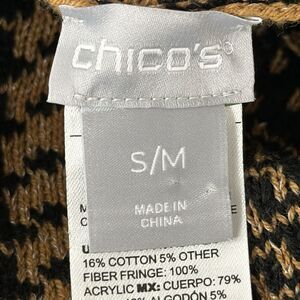 chico's
S/M
MADE IN
CHINA
16% COTTON 5% OTHER
FIBER FRINGE: 100%
ACRYLIC MX: CUERPO: 79%
ALGODÓN 5%